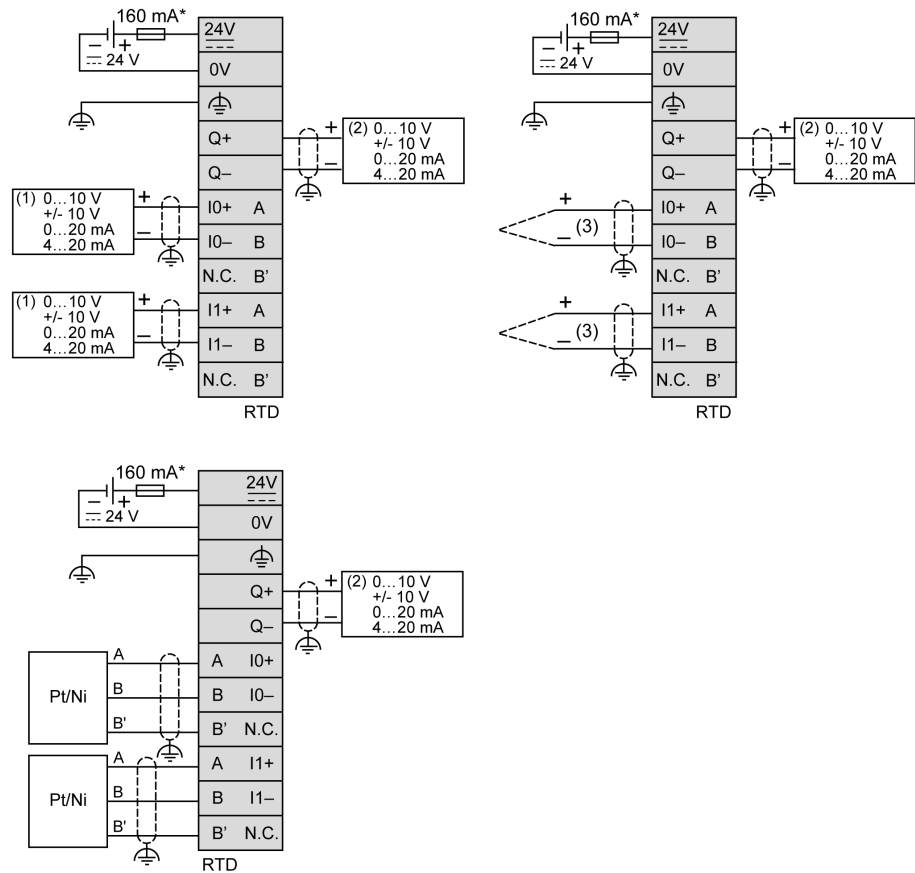 160 mA*
24V
– +
24 V
0V
Q+
+ (2) 0...10 V
+/- 10 V
0...20 mA
– 4...20 mA
Q–
(1) 0...10 V
+/- 10 V
0...20 mA
4...20 mA
+
–
I0+ A
I0– B
N.C. B'
(1) 0...10 V
+/- 10 V
0...20 mA
4...20 mA
+
–
I1+ A
I1– B
N.C. B'
RTD
160 mA*
24V
– +
24 V
0V
Q+
+ (2) 0...10 V
+/- 10 V
0...20 mA
– 4...20 mA
Q–
+
– (3)
I0+ A
I0– B
N.C. B'
+
– (3)
I1+ A
I1– B
N.C. B'
RTD
160 mA*
24V
– +
24 V
0V
Q+
+ (2) 0...10 V
+/- 10 V
0...20 mA
– 4...20 mA
Q–
Pt/Ni
A
B
B'
A I0+
B I0–
B' N.C.
Pt/Ni
A
B
B'
A I1+
B I1–
B' N.C.
RTD